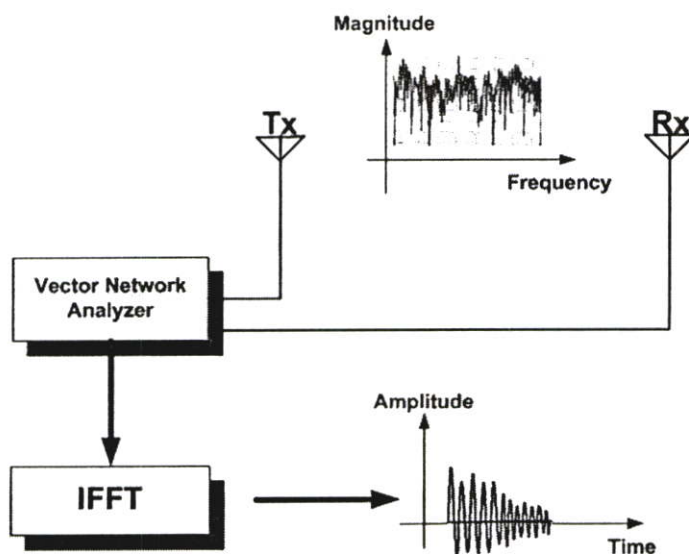 Magnitude
Tx
Rx
Frequency
Vector Network
Analyzer
Amplitude
IFFT
Time